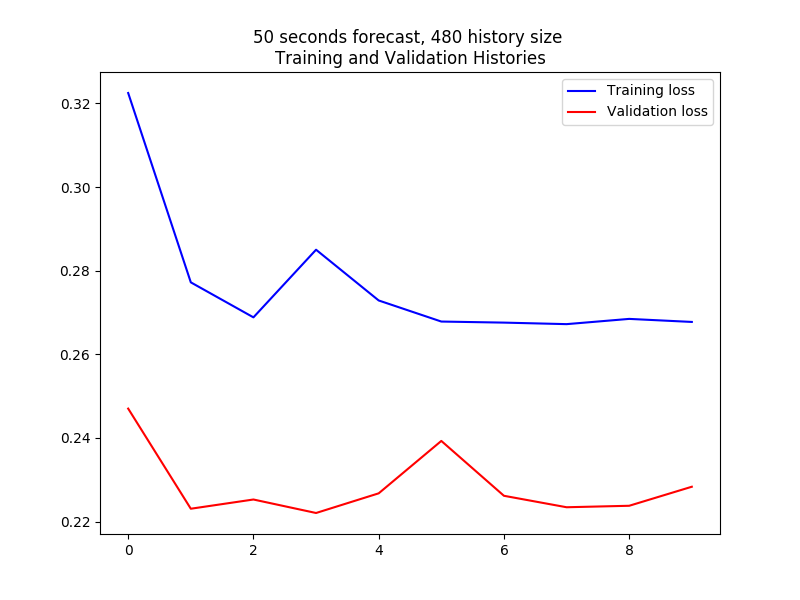 50 seconds forecast, 480 history size
Training and Validation Histories
Training loss
Validation loss
0.32
0.30
0.28
0.26
0.24
0.22
0 2 4 6 8